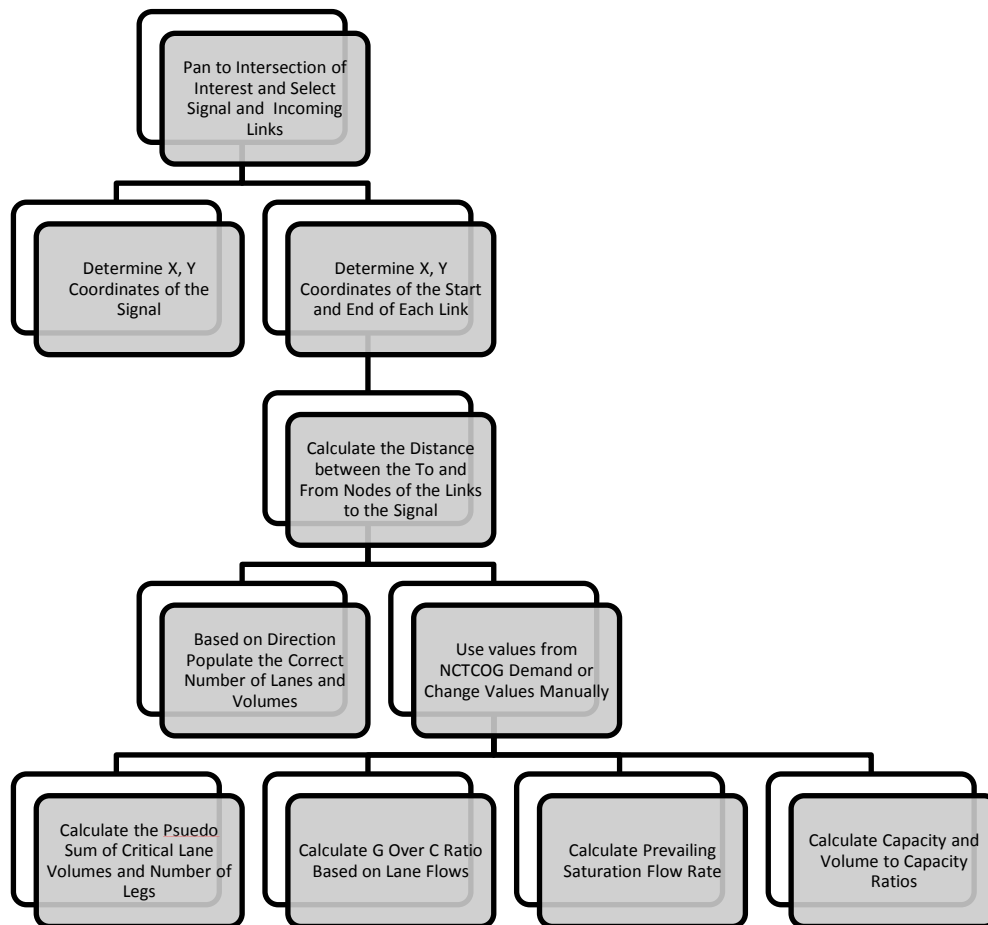 Pan to Intersection of
Interest and Select
Signal and Incoming
Links
Determine X, Y
Coordinates of the
Signal
Determine X, Y
Coordinates of the Start
and End of Each Link
Calculate the Distance
between the To and
From Nodes of the Links
to the Signal
Based on Direction
Populate the Correct
Number of Lanes and
Volumes
Use values from
NCTCOG Demand or
Change Values Manually
Calculate the Psuedo
Sum of Critical Lane
Volumes and Number of
Legs
Calculate G Over C Ratio
Based on Lane Flows
Calculate Prevailing
Saturation Flow Rate
Calculate Capacity and
Volume to Capacity
Ratios